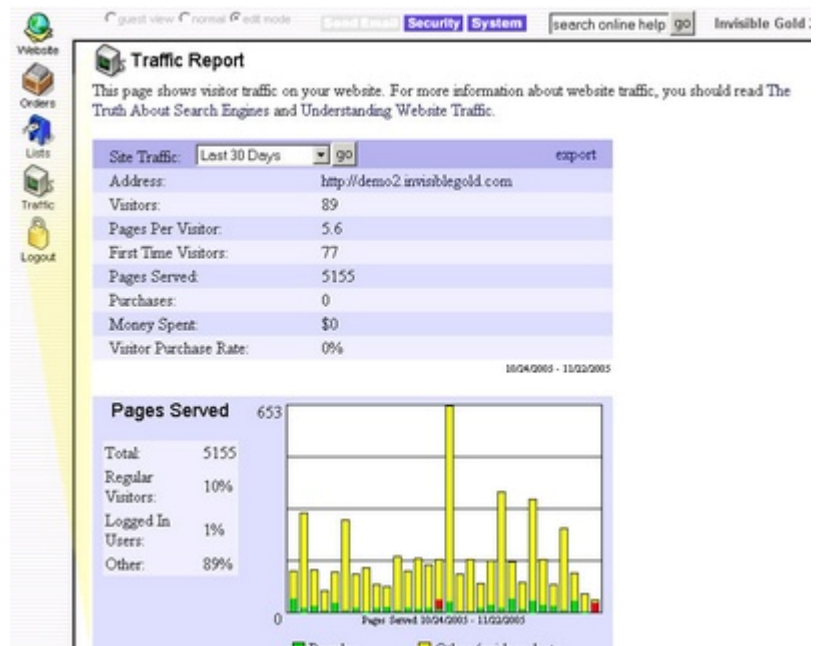 guest view normal edit mode Send Email Security System search online help go Invisible Gold
Website
Orders
Lists
Traffic
Logout
Traffic Report
This page shows visitor traffic on your website. For more information about website traffic, you should read The
Truth About Search Engines and Understanding Website Traffic.
Site Traffic: Last 30 Days go export
Address: http://demo2.invisiblegold.com
Visitors: 89
Pages Per Visitor: 5.6
First Time Visitors: 77
Pages Served: 5155
Purchases: 0
Money Spent: $0
Visitor Purchase Rate: 0%
10/24/2005 - 11/22/2005
Pages Served
653
Total: 5155
Regular
Visitors: 10%
Logged In
Users: 1%
Other: 89%
0
Pages Served 10/24/2005 - 11/22/2005